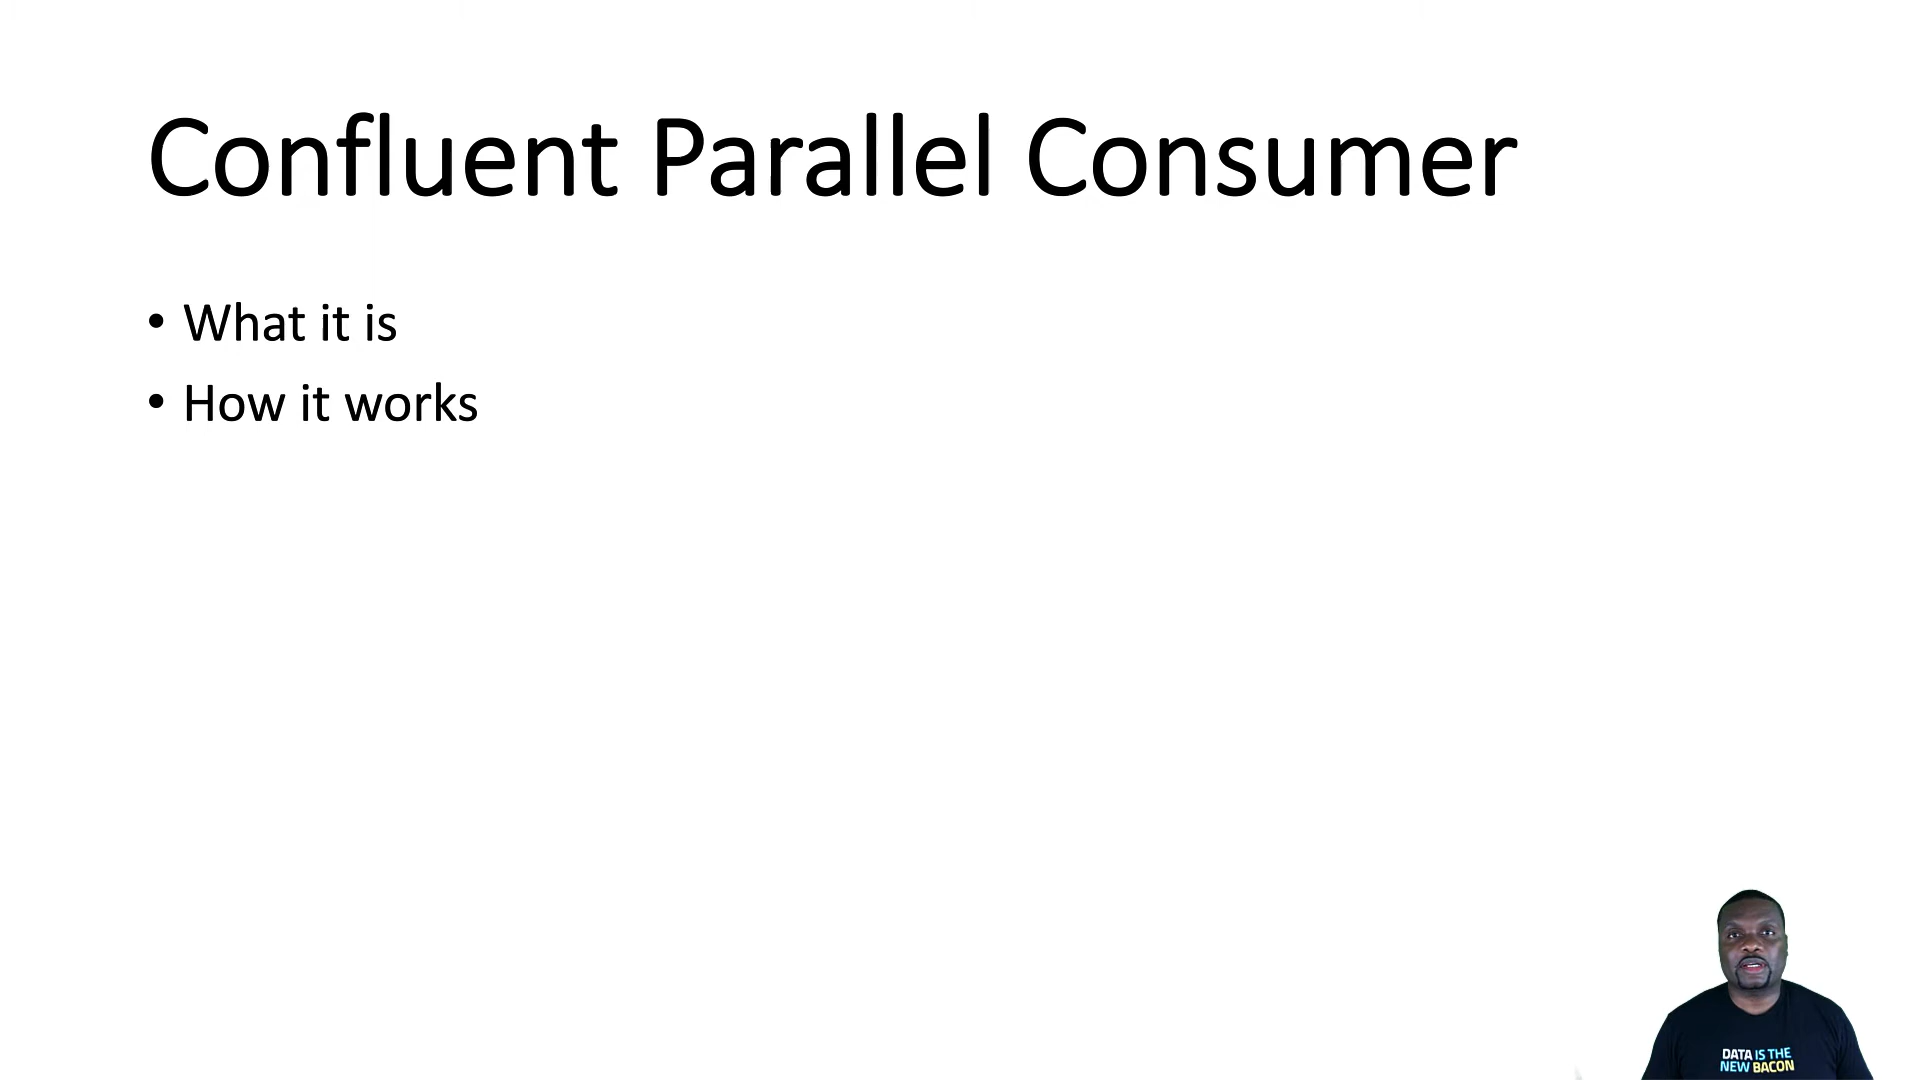 Confluent Parallel Consumer
• What it is
• How it works
DATA IS THE
NEW BACON